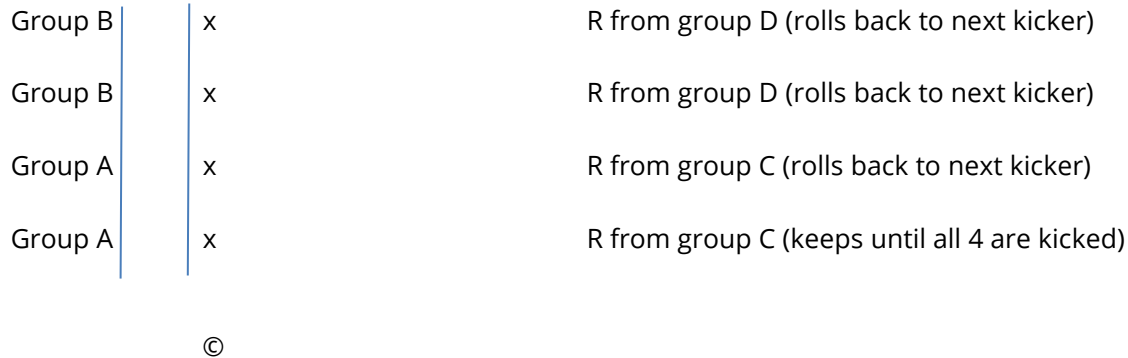 Group B x R from group D (rolls back to next kicker)
Group B x R from group D (rolls back to next kicker)
Group A x R from group C (rolls back to next kicker)
Group A x R from group C (keeps until all 4 are kicked)
©